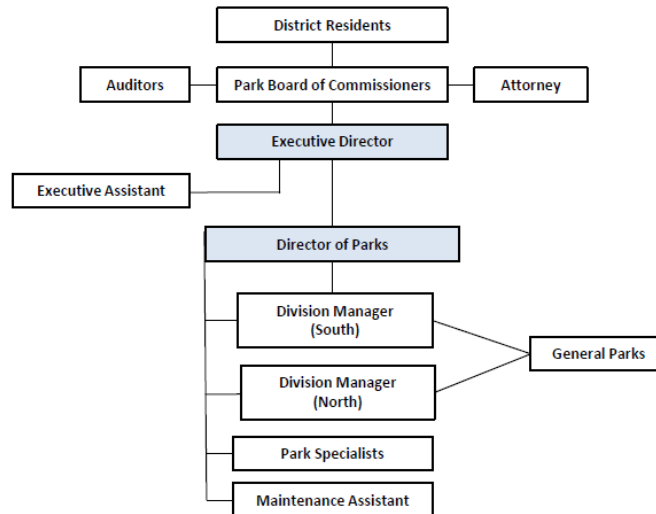 District Residents
Auditors
Park Board of Commissioners
Attorney
Executive Director
Executive Assistant
Director of Parks
Division Manager
(South)
General Parks
Division Manager
(North)
Park Specialists
Maintenance Assistant